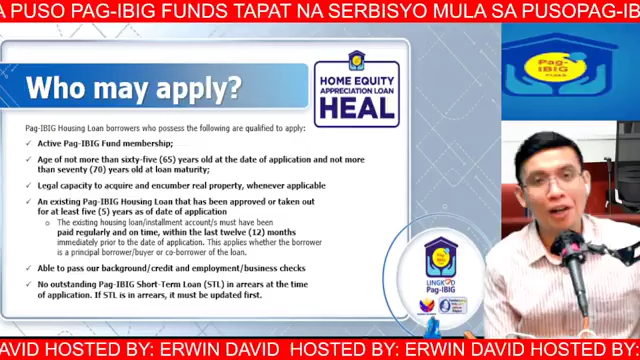 A PUSO PAG-IBIG FUNDS TAPAT NA SERBISYO MULA SA PUSOPAG-IB
Who may apply?
HOME EQUITY
APPRECIATION LOAN
HEAL
Pag-IBIG Housing Loan borrowers who possess the following are qualified to apply:
✓ Active Pag-IBIG Fund membership;
✓ Age of not more than sixty-five (65) years old at the date of application and not more
than seventy (70) years old at loan maturity;
✓ Legal capacity to acquire and encumber real property, whenever applicable
✓ An existing Pag-IBIG Housing Loan that has been approved or taken out
for at least five (5) years as of date of application
o The existing housing loan/installment account/s must have been
paid regularly and on time, within the last twelve (12) months
immediately prior to the date of application. This applies whether the borrower
is a principal borrower/buyer or co-borrower of the loan.
✓ Able to pass our background/credit and employment/business checks
✓ No outstanding Pag-IBIG Short-Term Loan (STL) in arrears at the time
of application. If STL is in arrears, it must be updated first.
Pag-
IBIG
LINGKOD
Pag-IBIG
AVID HOSTED BY: ERWIN DAVID HOSTED BY: ERWIN DAVID HOSTED BY: ER